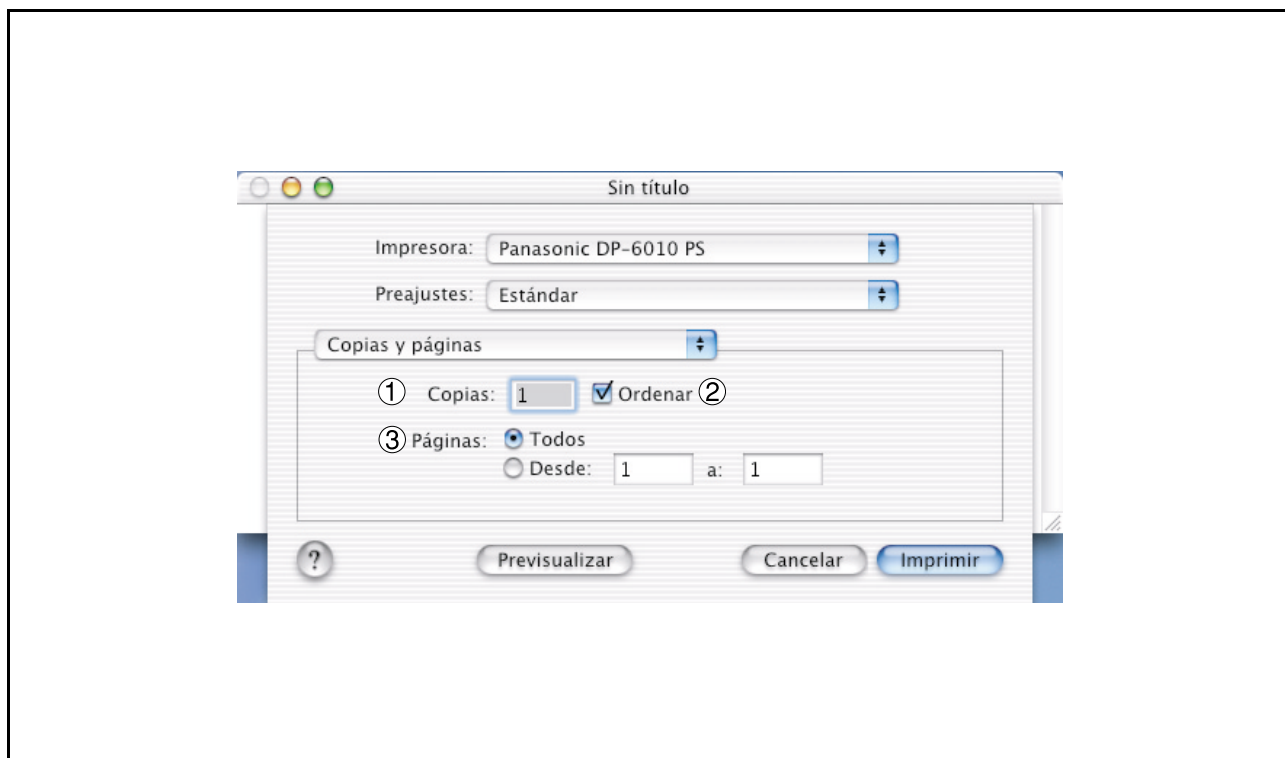 Sin título
Impresora: Panasonic DP-6010 PS
Preajustes: Estándar
Copias y páginas
① Copias: 1 Ordenar ②
③ Páginas: Todos
Desde: 1 a: 1
? Previsualizar Cancelar Imprimir